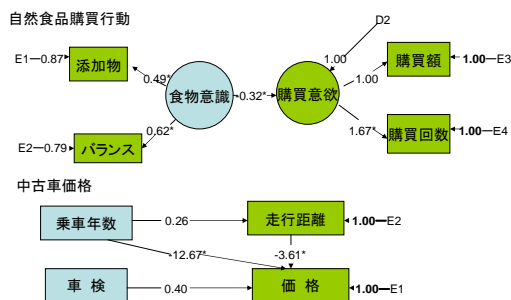 自然食品購買行動
D2
E1 0.87 添加物
1.00
購買額 1.00 E3
0.49*
1.00
食物意識 0.32* 購買意欲
0.62*
1.67*
E2 0.79 バランス
購買回数 1.00 E4
中古車価格
乗車年数 0.26 走行距離 1.00 E2
-12.67* -3.61*
車 検 0.40 価 格 1.00 E1